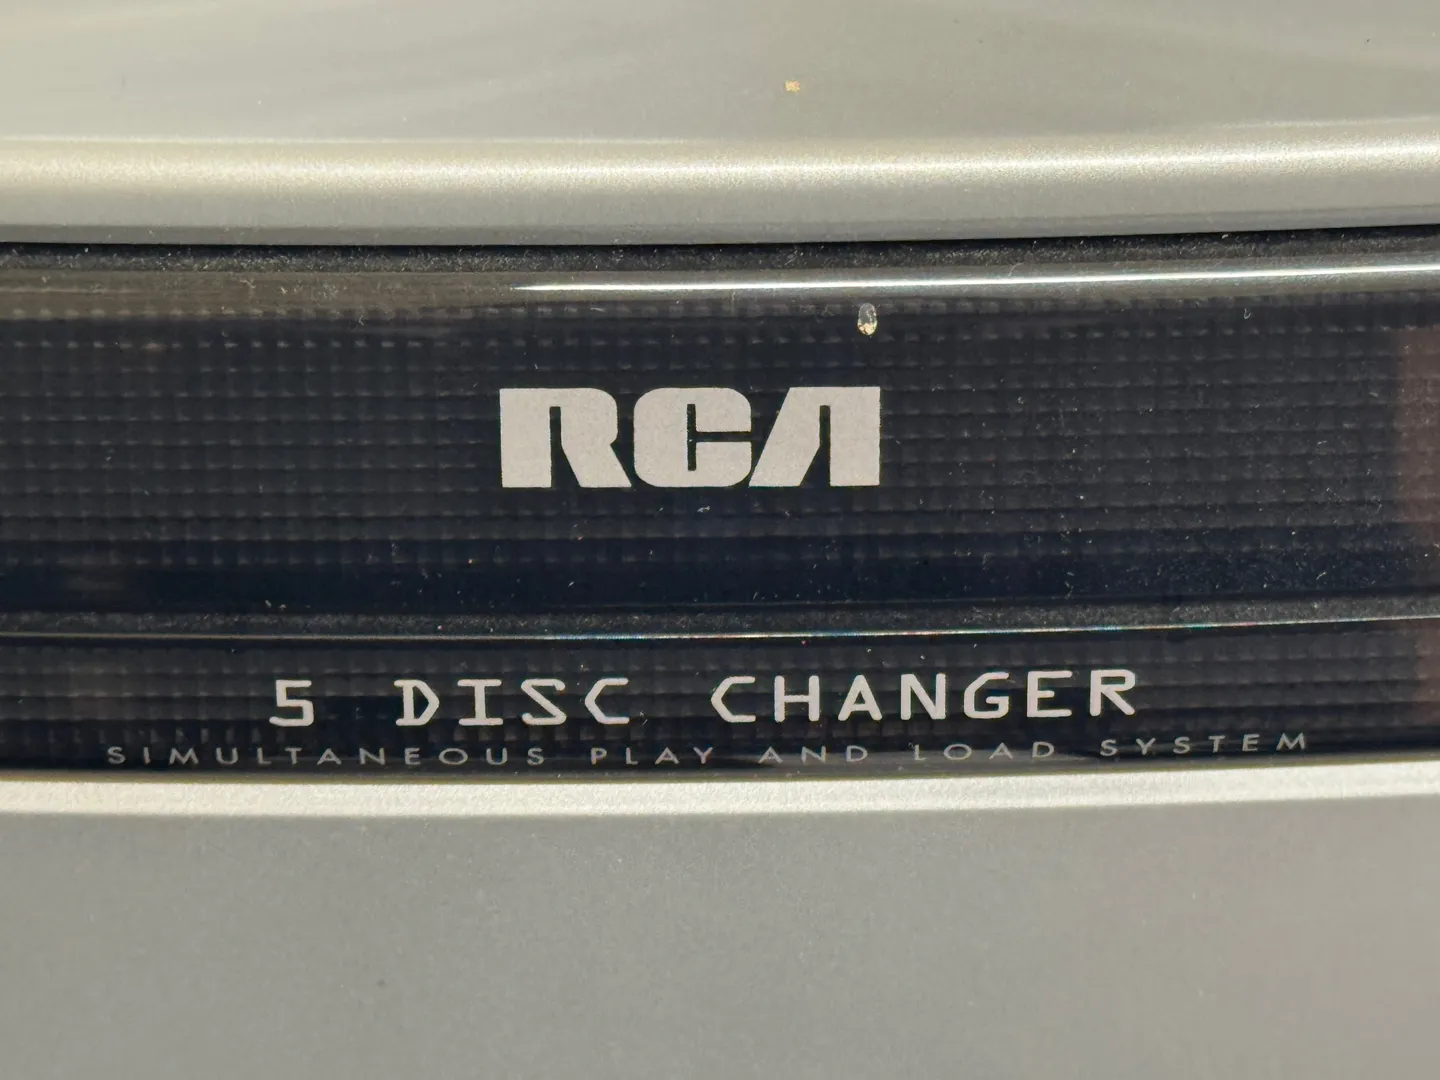 RCA
5 DISC CHANGER
SIMULTANEOUS PLAY AND LOAD SYSTEM